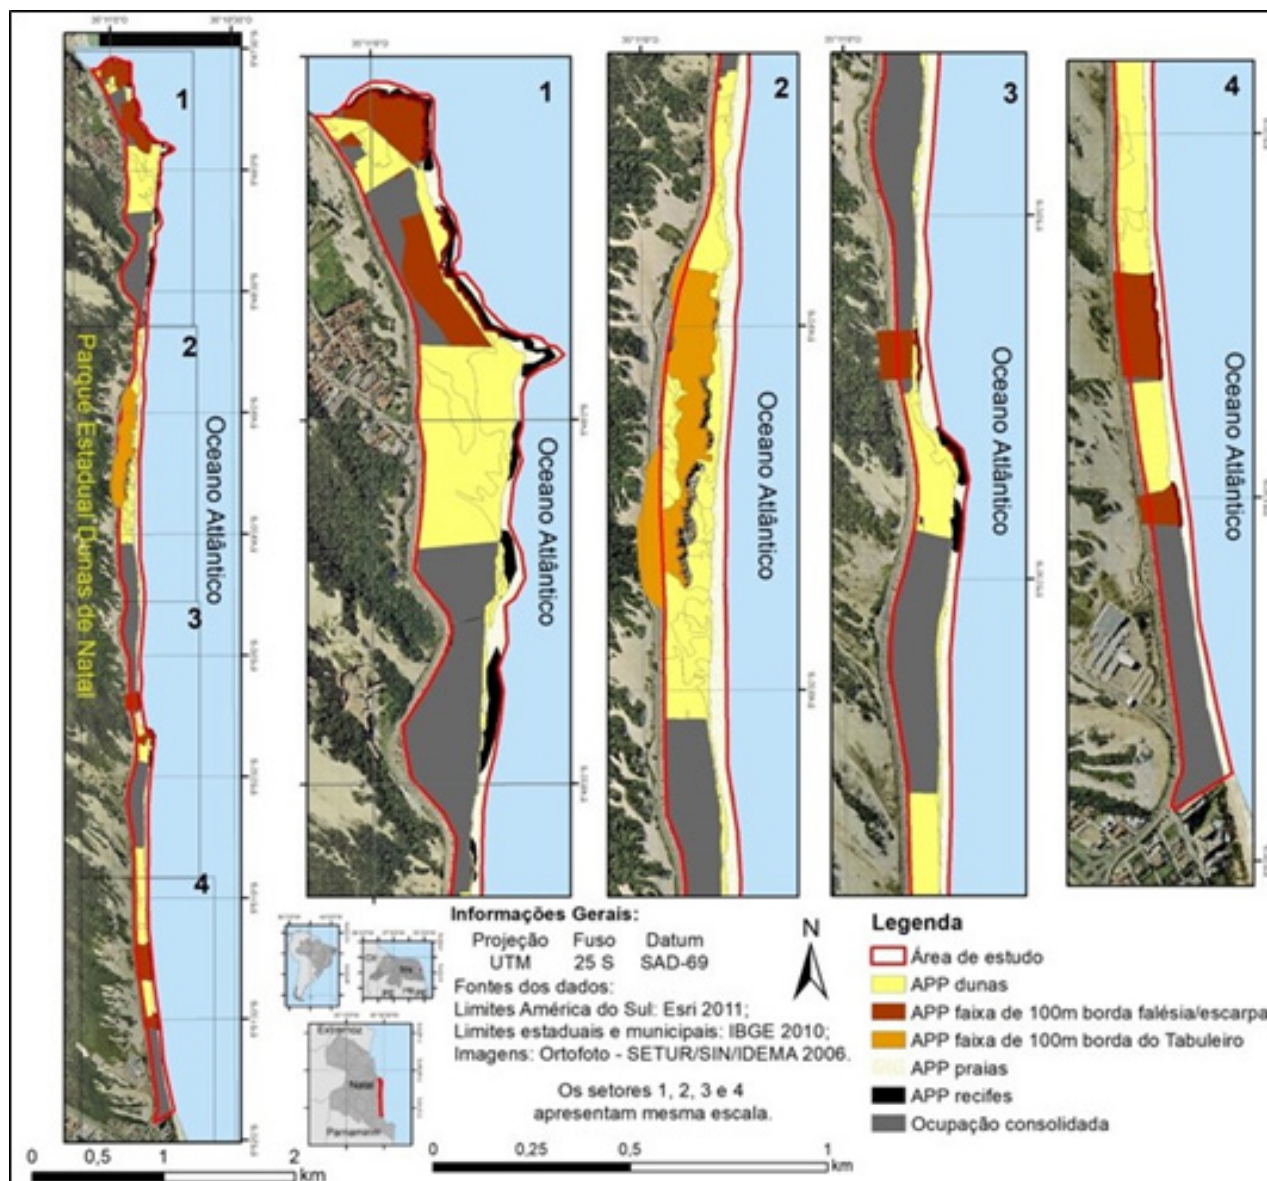 1
2
3
4
Parque Estadual Dunas de Natal
Oceano Atlântico
1
Oceano Atlântico
2
Oceano Atlântico
3
Oceano Atlântico
4
Oceano Atlântico
Informações Gerais:
Projeção Fuso Datum
UTM 25 S SAD-69
Fontes dos dados:
Limites América do Sul: Esri 2011;
Limites estaduais e municipais: IBGE 2010;
Imagens: Ortofoto - SETUR/SIN/IDEMA 2006.
Os setores 1, 2, 3 e 4
apresentam mesma escala.
N
Legenda
Área de estudo
APP dunas
APP faixa de 100m borda falésia/escarpa
APP faixa de 100m borda do Tabuleiro
APP praias
APP recifes
Ocupação consolidada
Extremoz
Natal
Parnamirim
0 0,5 1 2
km
0 0,25 0,5 1
km